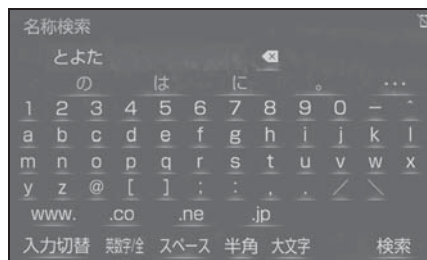 名称検索
とよた
の は に 。 ...
1 2 3 4 5 6 7 8 9 0 - ^
a b c d e f g h i j k l
m n o p q r s t u v w x
y z @ [ ] ; : , . / \
www. .co .ne .jp
入力切替 英数字/全 スペース 半角 大文字 検索